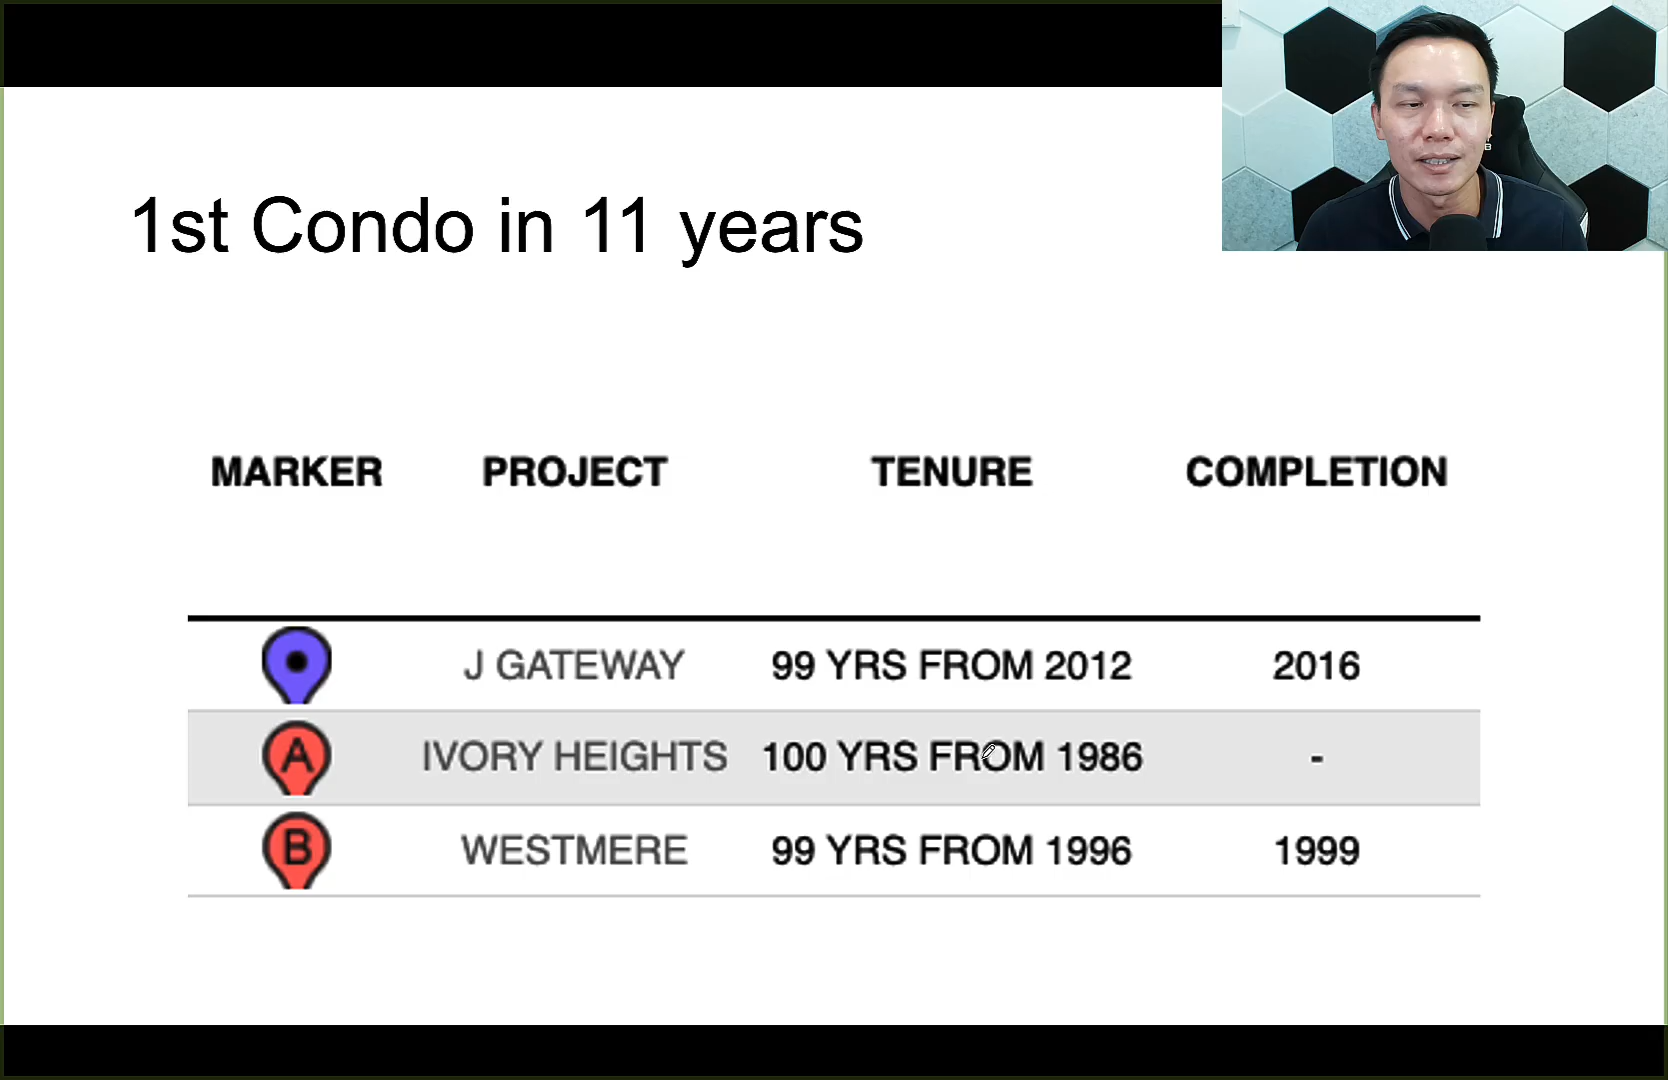 1st Condo in 11 years
MARKER PROJECT TENURE COMPLETION
J GATEWAY 99 YRS FROM 2012 2016
A IVORY HEIGHTS 100 YRS FROM 1986 -
B WESTMERE 99 YRS FROM 1996 1999